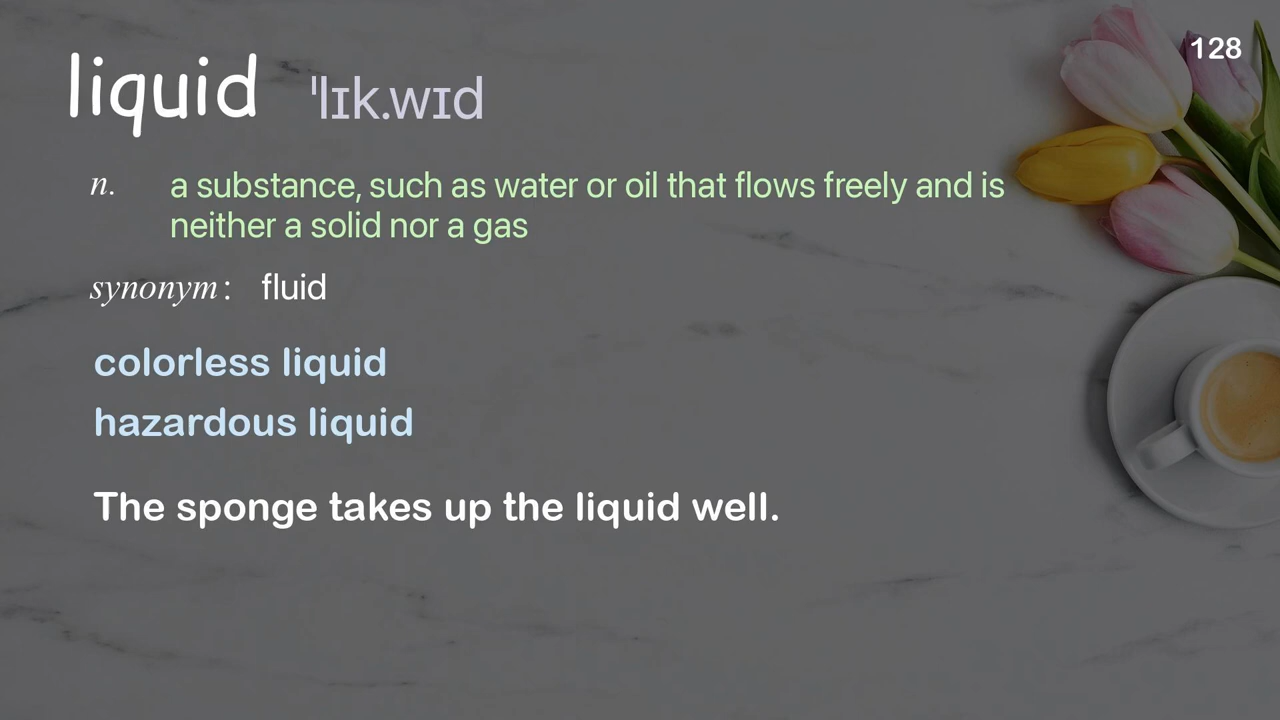 128
liquid ˈlɪk.wɪd
n. a substance, such as water or oil that flows freely and is
neither a solid nor a gas
synonym: fluid
colorless liquid
hazardous liquid
The sponge takes up the liquid well.